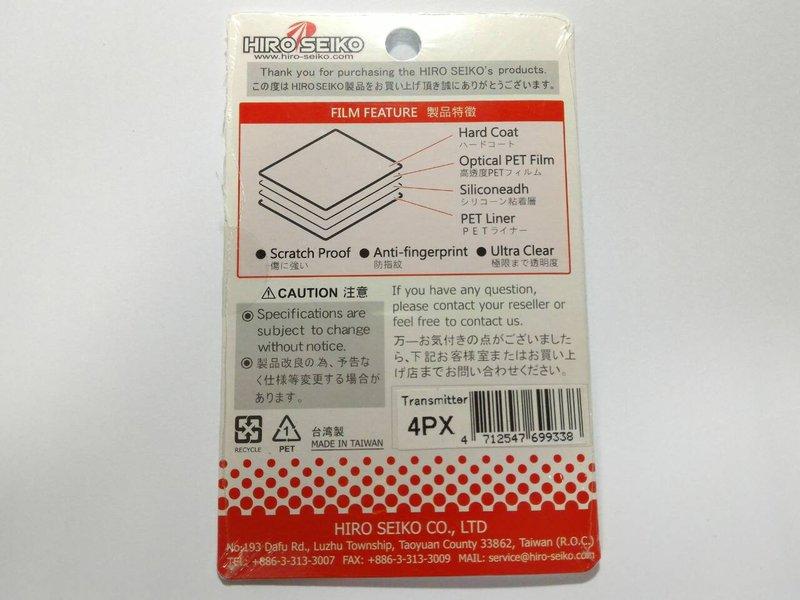 HIRO SEIKO
www.hiro-seiko.com
Thank you for purchasing the HIRO SEIKO's products.
この度はHIRO SEIKO製品をお買い上げ頂き誠にありがとうございます。
FILM FEATURE 製品特徵
Hard Coat
ハードコート
Optical PET Film
高透度PETフィルム
Siliconeadh
シリコーン粘着層
PET Liner
PETライナー
● Scratch Proof ● Anti-fingerprint ● Ultra Clear
傷に強い 防指紋 極限まで透明度
⚠CAUTION 注意
◉ Specifications are
subject to change
without notice.
◉ 製品改良の為、予告な
く仕様等変更する場合が
あります。
If you have any question,
please contact your reseller or
feel free to contact us.
万一お気付きの点がございました
ら、下記お客様室またはお買い上
げ店までお問い合わせください。
RECYCLE
1
PET
台湾製
MADE IN TAIWAN
Transmitter
4PX
4 712547 699338
HIRO SEIKO CO., LTD
No.193 Dafu Rd., Luzhu Township, Taoyuan County 33862, Taiwan (R.O.C.)
TEL: +886-3-313-3007 FAX: +886-3-313-3009 MAIL: service@hiro-seiko.com